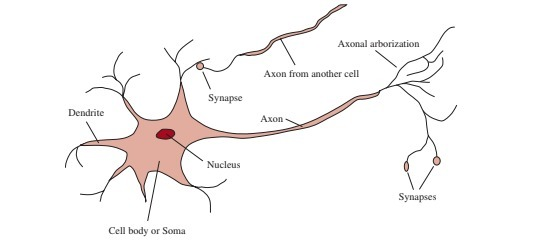 Axonal arborization
Axon from another cell
Synapse
Dendrite
Axon
Nucleus
Synapses
Cell body or Soma